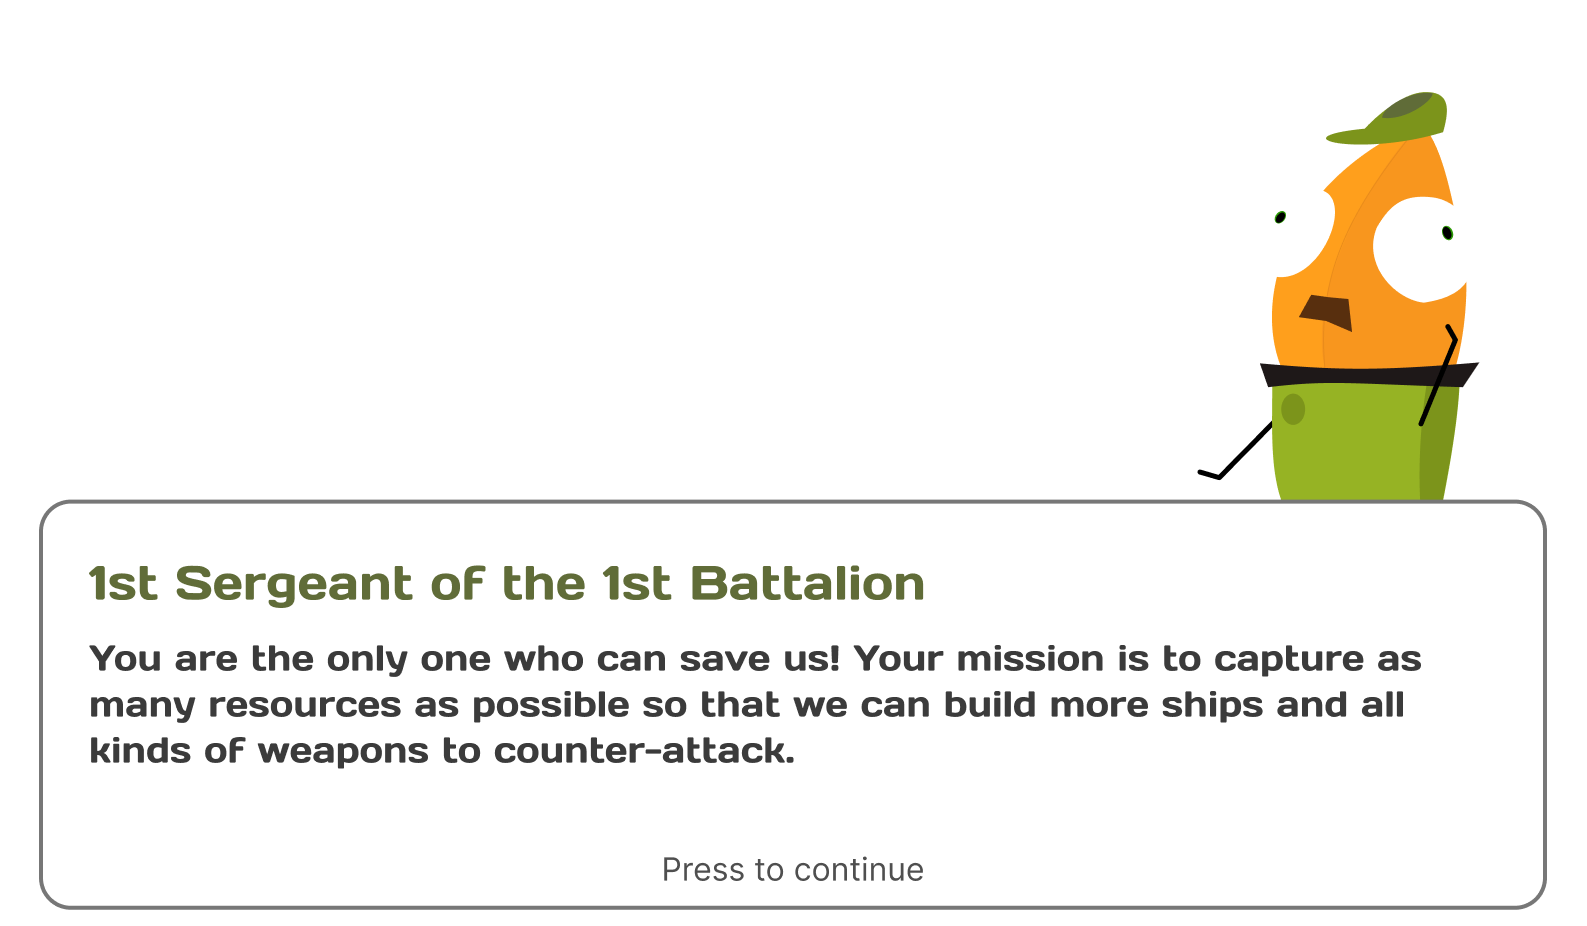 1st Sergeant of the 1st Battalion
You are the only one who can save us! Your mission is to capture as
many resources as possible so that we can build more ships and all
kinds of weapons to counter-attack.
Press to continue